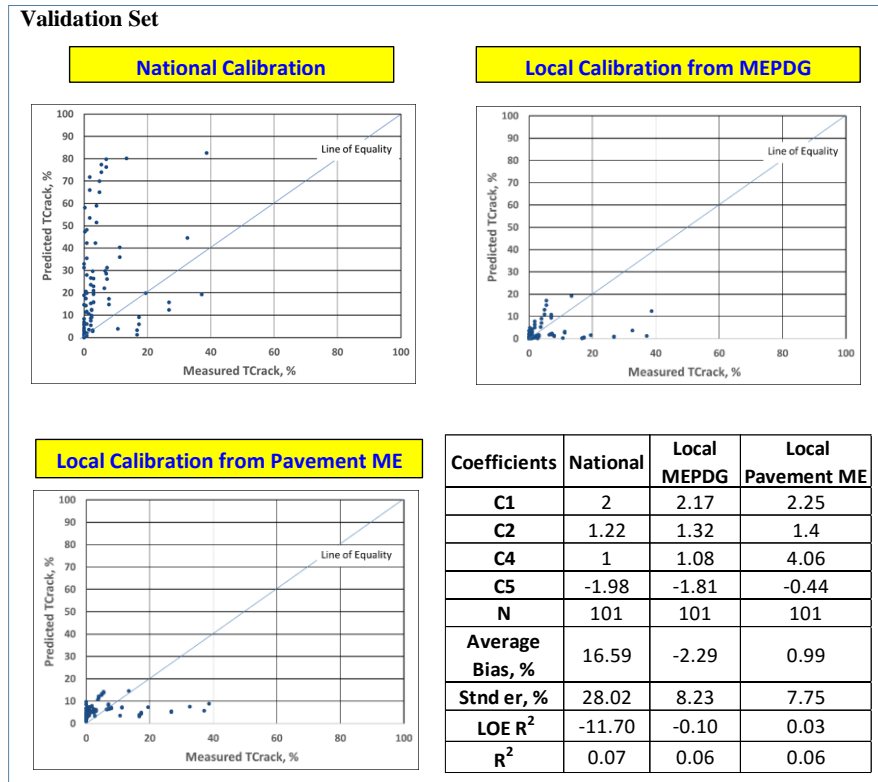 Validation Set
National Calibration
Local Calibration from MEPDG
100
90
80
70
60
50
40
30
20
10
0
0 20 40 60 80 100
Predicted TCrack, %
Measured TCrack, %
Line of Equality
100
90
80
70
60
50
40
30
20
10
0
0 20 40 60 80 100
Predicted TCrack, %
Measured TCrack, %
Line of Equality
Local Calibration from Pavement ME
100
90
80
70
60
50
40
30
20
10
0
0 20 40 60 80 100
Predicted TCrack, %
Measured TCrack, %
Line of Equality
Coefficients National Local MEPDG Local Pavement ME
C1 2 2.17 2.25
C2 1.22 1.32 1.4
C4 1 1.08 4.06
C5 -1.98 -1.81 -0.44
N 101 101 101
Average Bias, % 16.59 -2.29 0.99
Stnd er, % 28.02 8.23 7.75
LOE R² -11.70 -0.10 0.03
R² 0.07 0.06 0.06